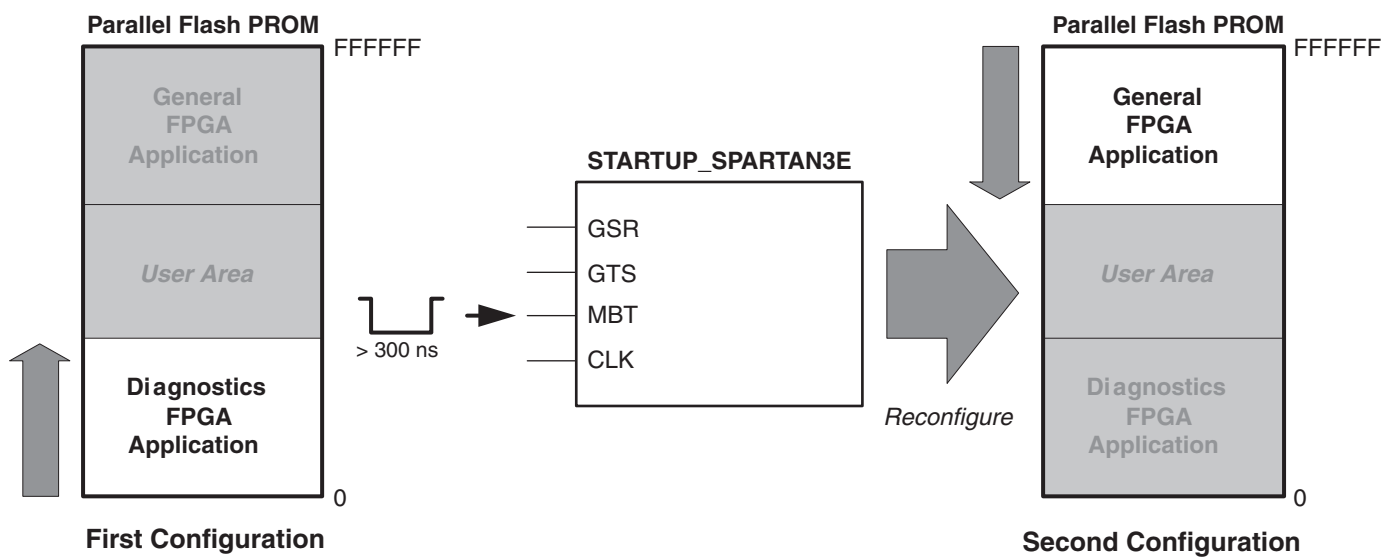 Parallel Flash PROM
FFFFFF
General
FPGA
Application
User Area
Diagnostics
FPGA
Application
0
First Configuration
> 300 ns
STARTUP_SPARTAN3E
GSR
GTS
MBT
CLK
Reconfigure
Parallel Flash PROM
FFFFFF
General
FPGA
Application
User Area
Diagnostics
FPGA
Application
0
Second Configuration